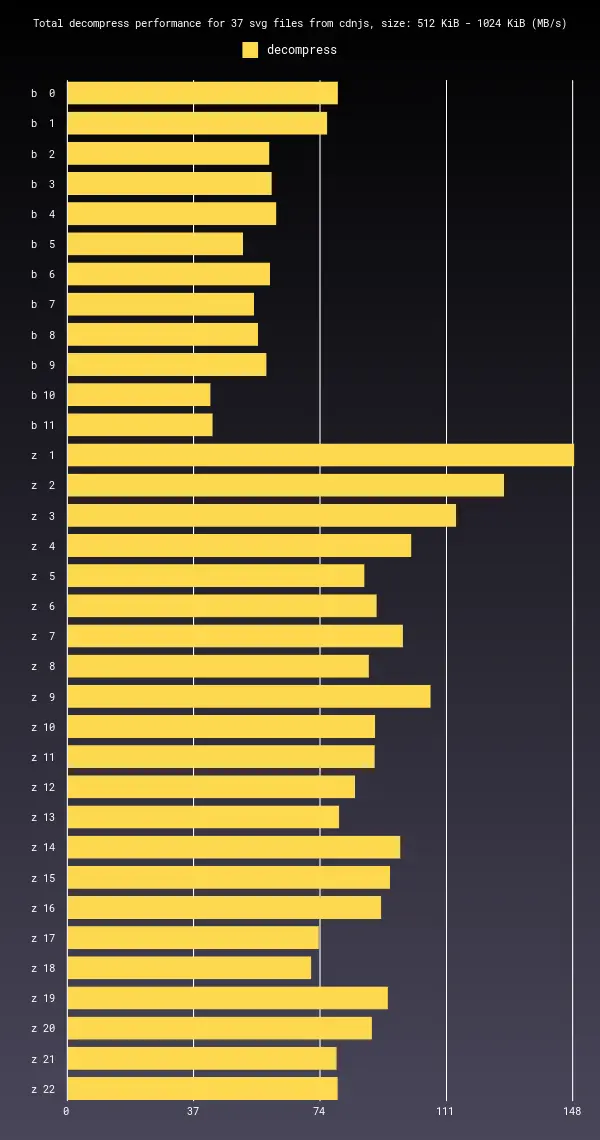 Total decompress performance for 37 svg files from cdnjs, size: 512 KiB - 1024 KiB (MB/s)
decompress
b 0
b 1
b 2
b 3
b 4
b 5
b 6
b 7
b 8
b 9
b 10
b 11
z 1
z 2
z 3
z 4
z 5
z 6
z 7
z 8
z 9
z 10
z 11
z 12
z 13
z 14
z 15
z 16
z 17
z 18
z 19
z 20
z 21
z 22
0 37 74 111 148